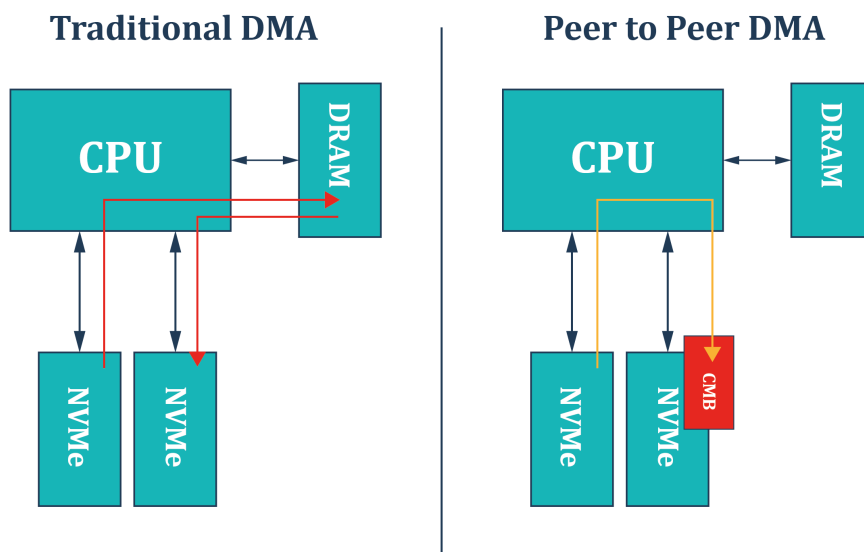 Traditional DMA
CPU
DRAM
NVMe
NVMe
Peer to Peer DMA
CPU
DRAM
NVMe
NVMe
CMB